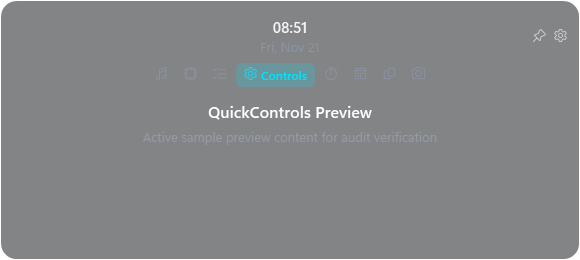 08:51
Fri, Nov 21
Controls
QuickControls Preview
Active sample preview content for audit verification